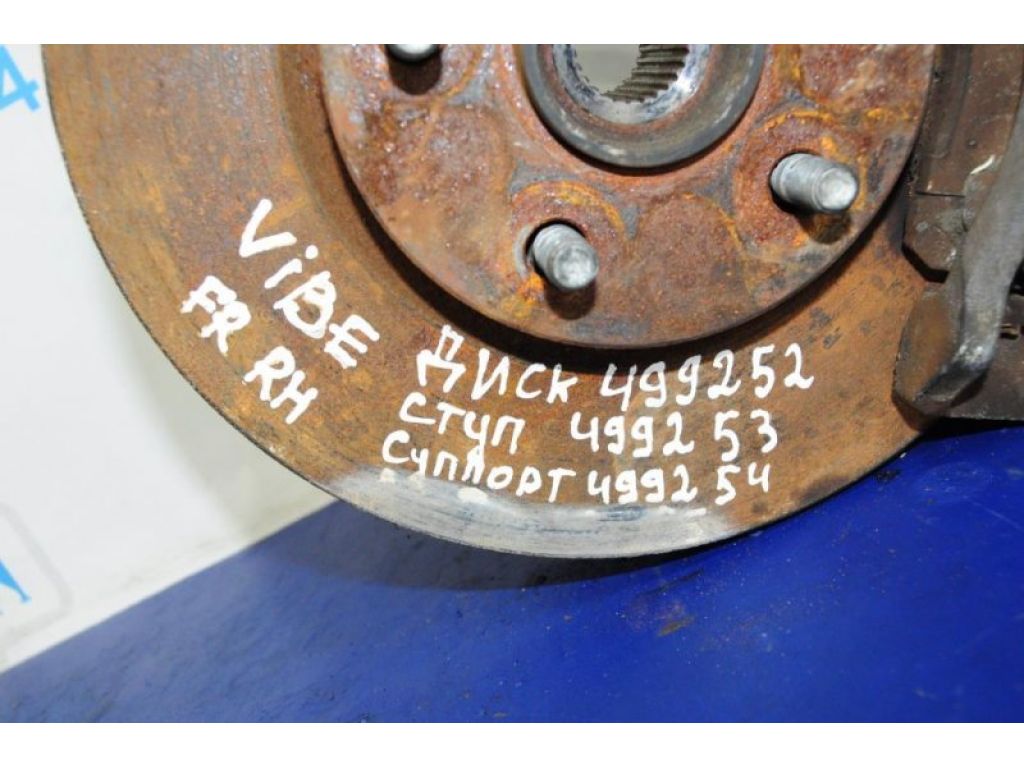 ViBE
FR RH
ДИСК 499252
СТУП 499253
Суппорт 499254